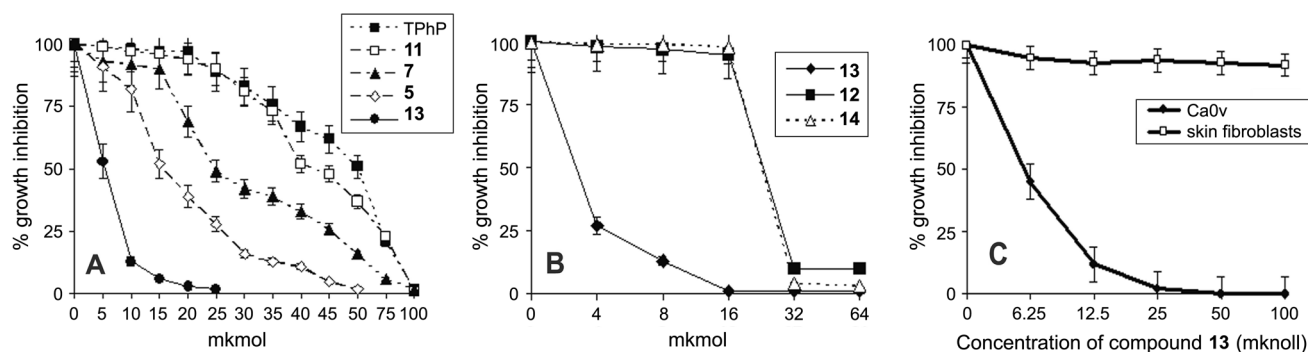 TPhP
11
7
5
13
100
75
50
25
0
% growth inhibition
A
0 5 10 15 20 25 30 35 40 45 50 75 100
mkmol
13
12
14
100
75
50
25
0
% growth inhibition
B
0 4 8 16 32 64
mkmol
Ca0v
skin fibroblasts
100
75
50
25
0
% growth inhibition
C
0 6.25 12.5 25 50 100
Concentration of compound 13 (mknoll)